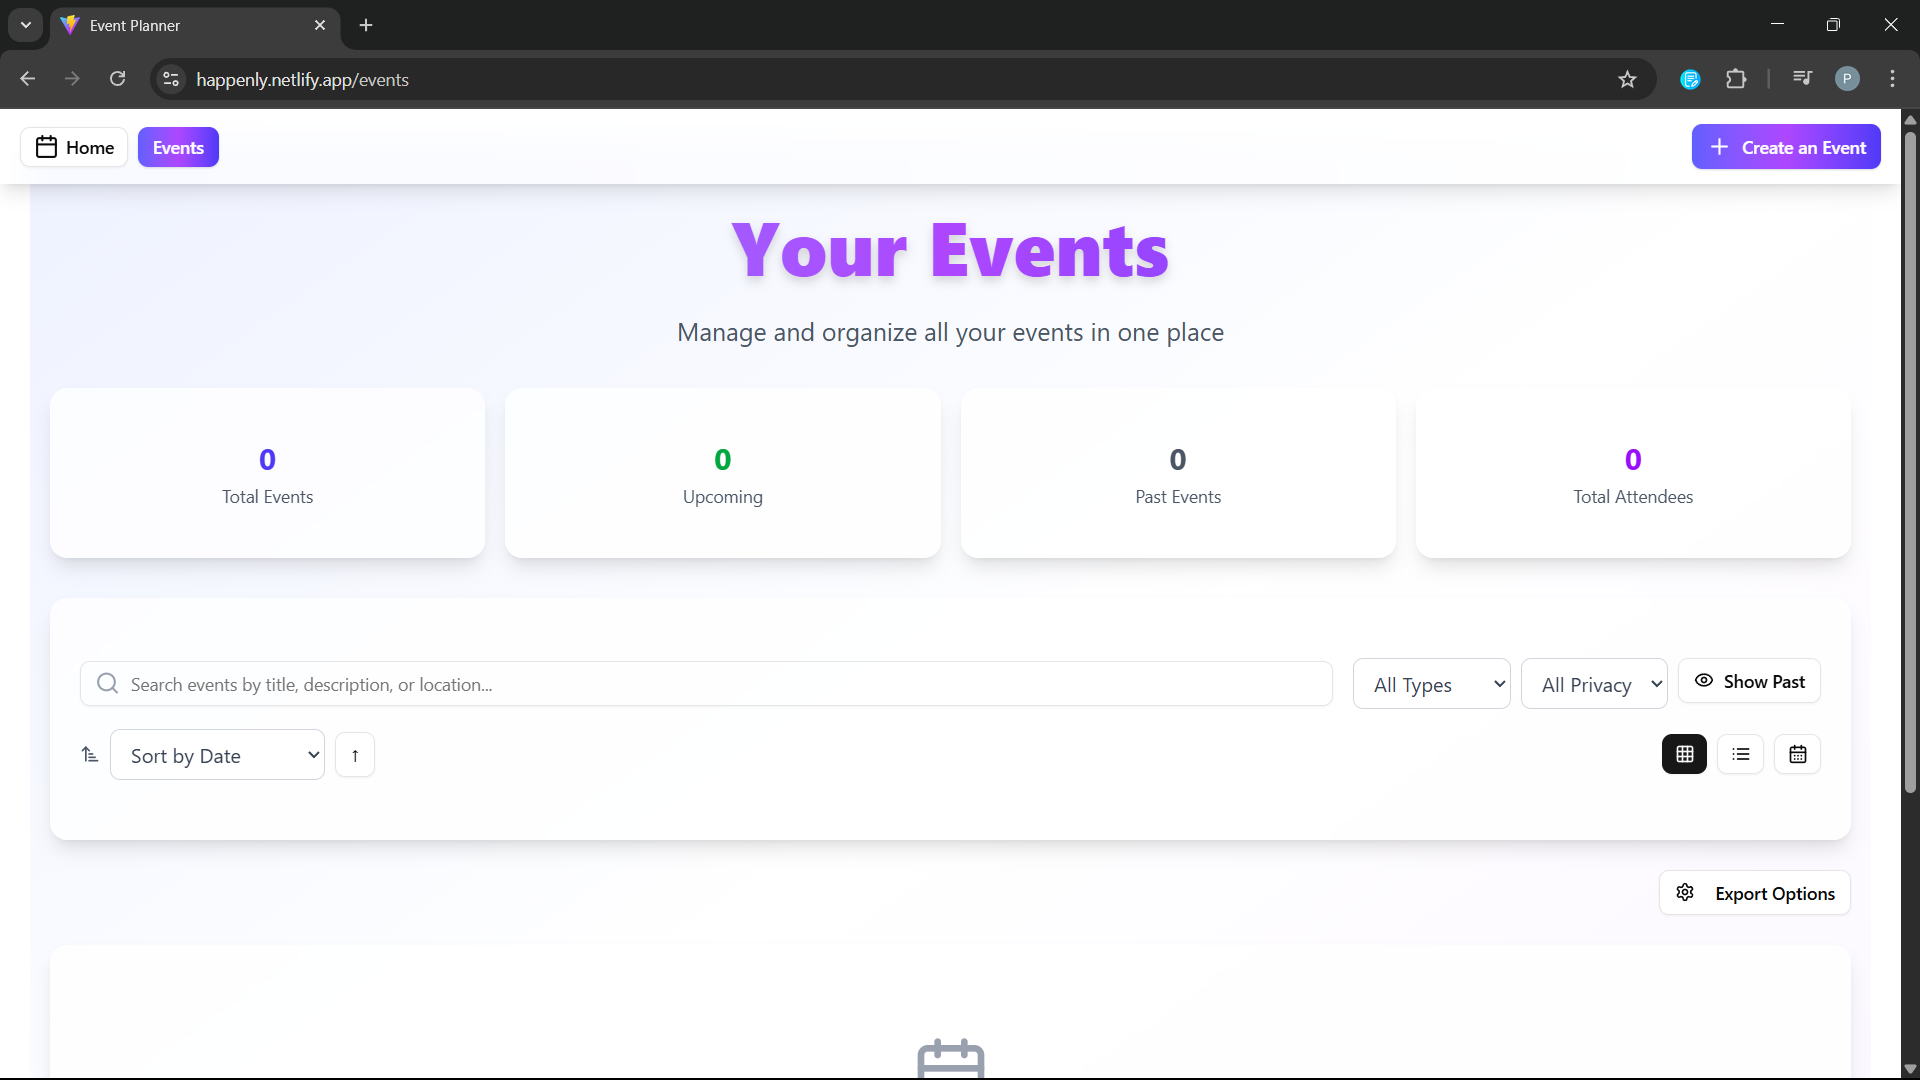 Event Planner
happenly.netlify.app/events
P
Home
Events
+ Create an Event
Your Events
Manage and organize all your events in one place
0
Total Events
0
Upcoming
0
Past Events
0
Total Attendees
Search events by title, description, or location...
All Types
All Privacy
Show Past
Sort by Date
↑
Export Options